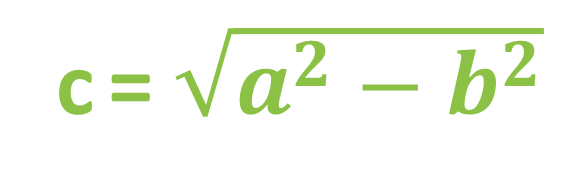 c = √a² − b²